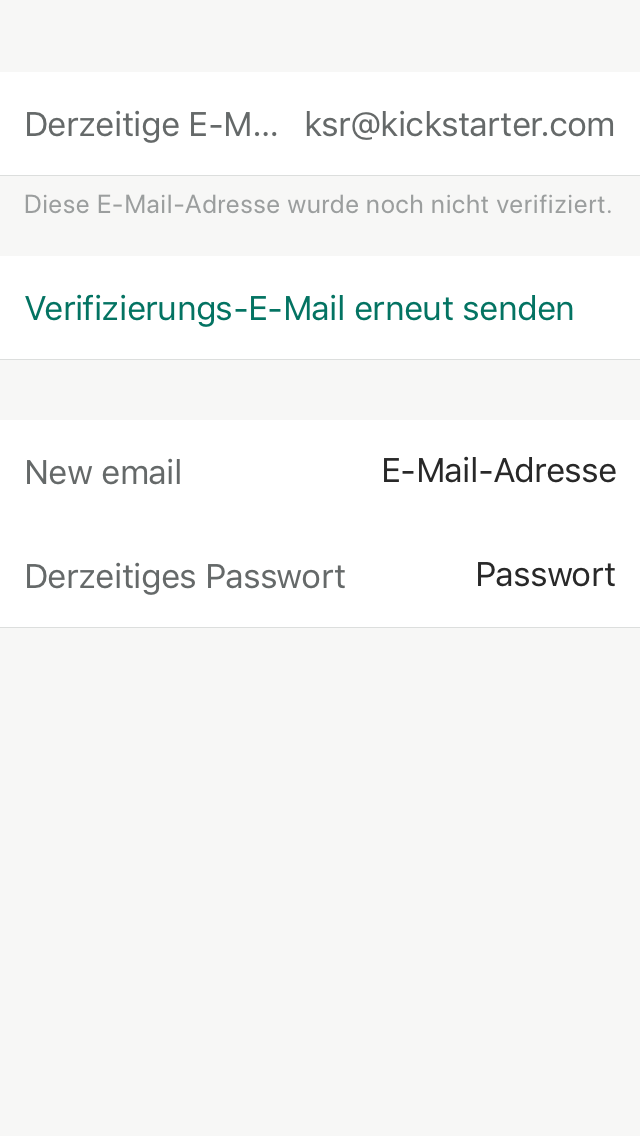 Derzeitige E-M... ksr@kickstarter.com
Diese E-Mail-Adresse wurde noch nicht verifiziert.
Verifizierungs-E-Mail erneut senden
New email E-Mail-Adresse
Derzeitiges Passwort Passwort